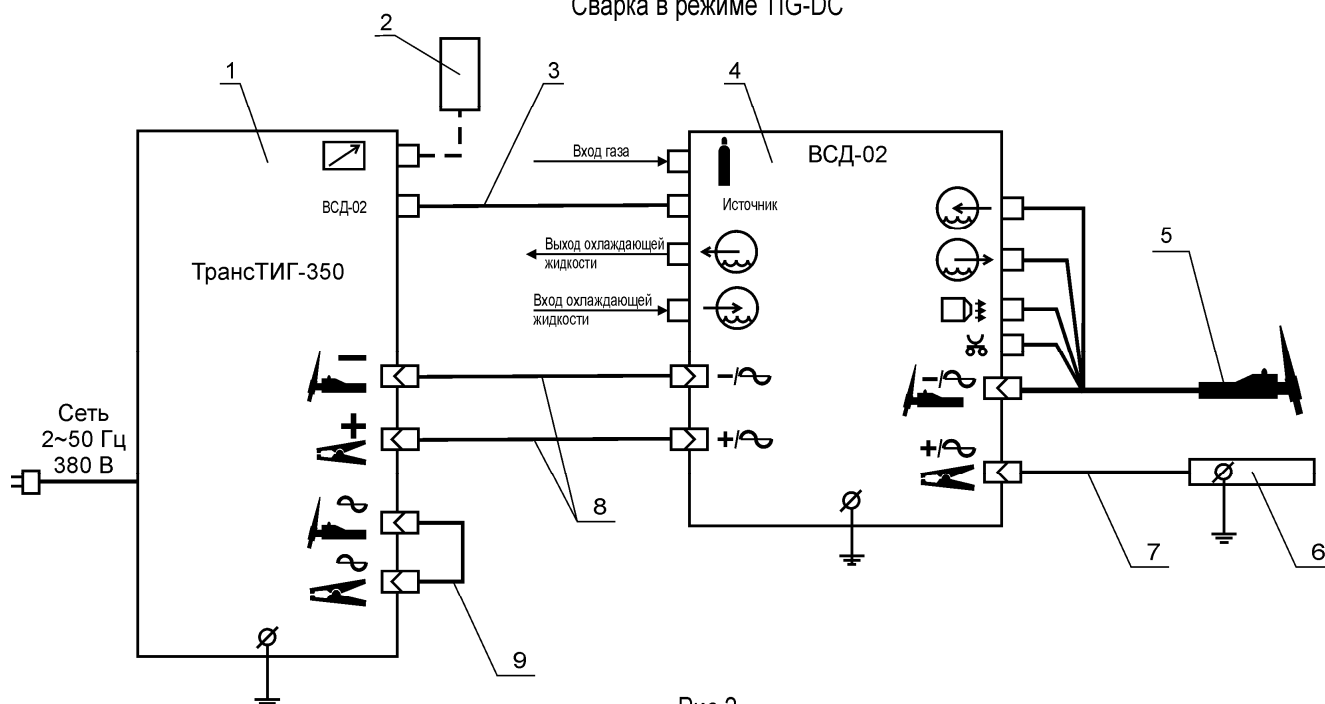 Сварка в режиме TIG-DC
2
1
3
4
Вход газа
ВСД-02
ВСД-02
Источник
Выход охлаждающей
жидкости
5
ТрансТИГ-350
Вход охлаждающей
жидкости
−
−/
−/
+
+/
+/
Сеть
2~50 Гц
380 В
8
7
6
9
Рис.2